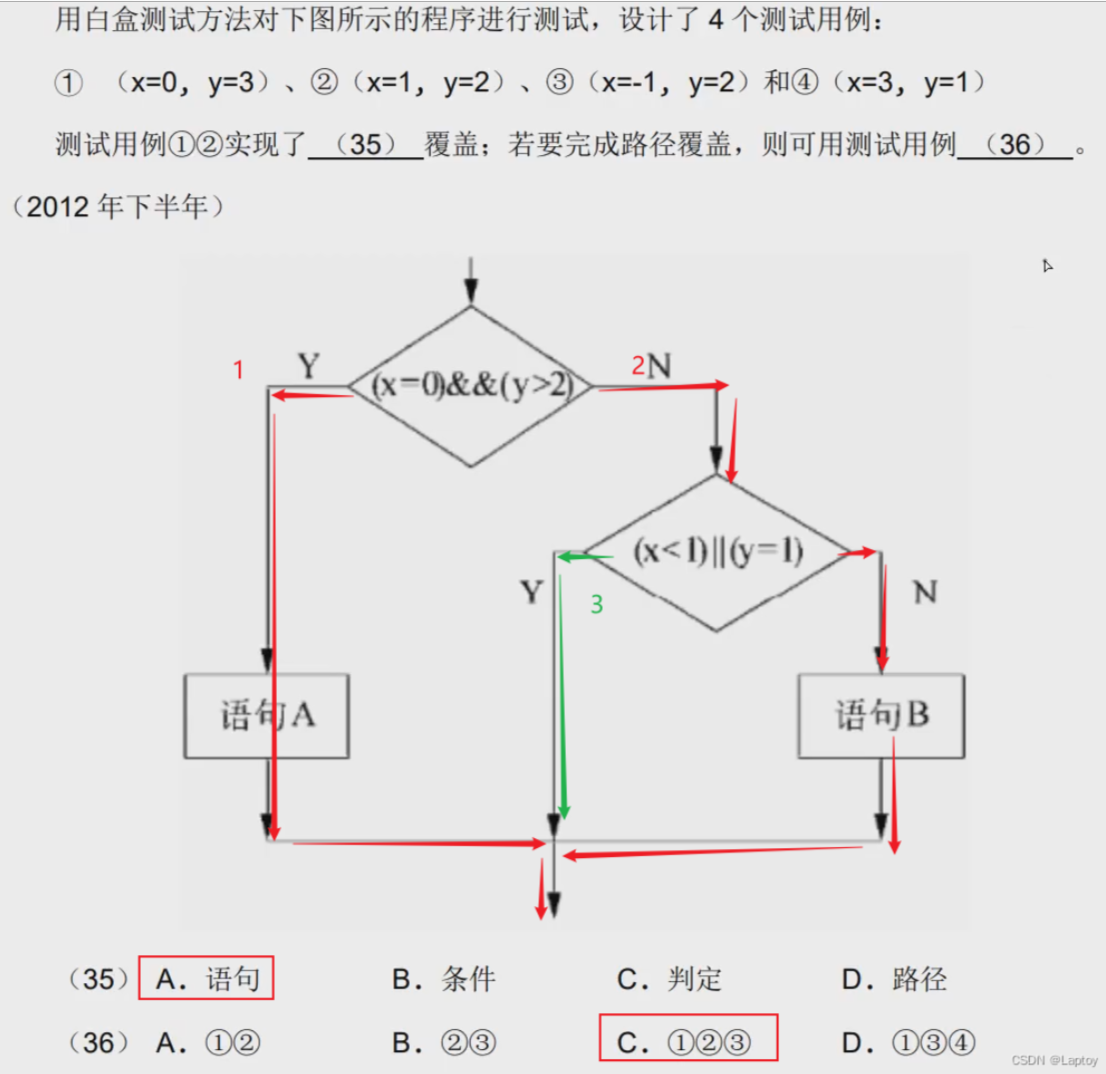 用白盒测试方法对下图所示的程序进行测试，设计了 4 个测试用例：
① （x=0，y=3）、②（x=1，y=2）、③（x=-1，y=2）和④（x=3，y=1）
测试用例①②实现了 （35） 覆盖；若要完成路径覆盖，则可用测试用例 （36） 。
（2012 年下半年）
1 Y (x=0)&&(y>2) 2 N
(x<1)||(y=1)
Y 3 N
语句A 语句B
（35） A．语句 B．条件 C．判定 D．路径
（36） A．①② B．②③ C．①②③ D．①③④
CSDN @Laptoy